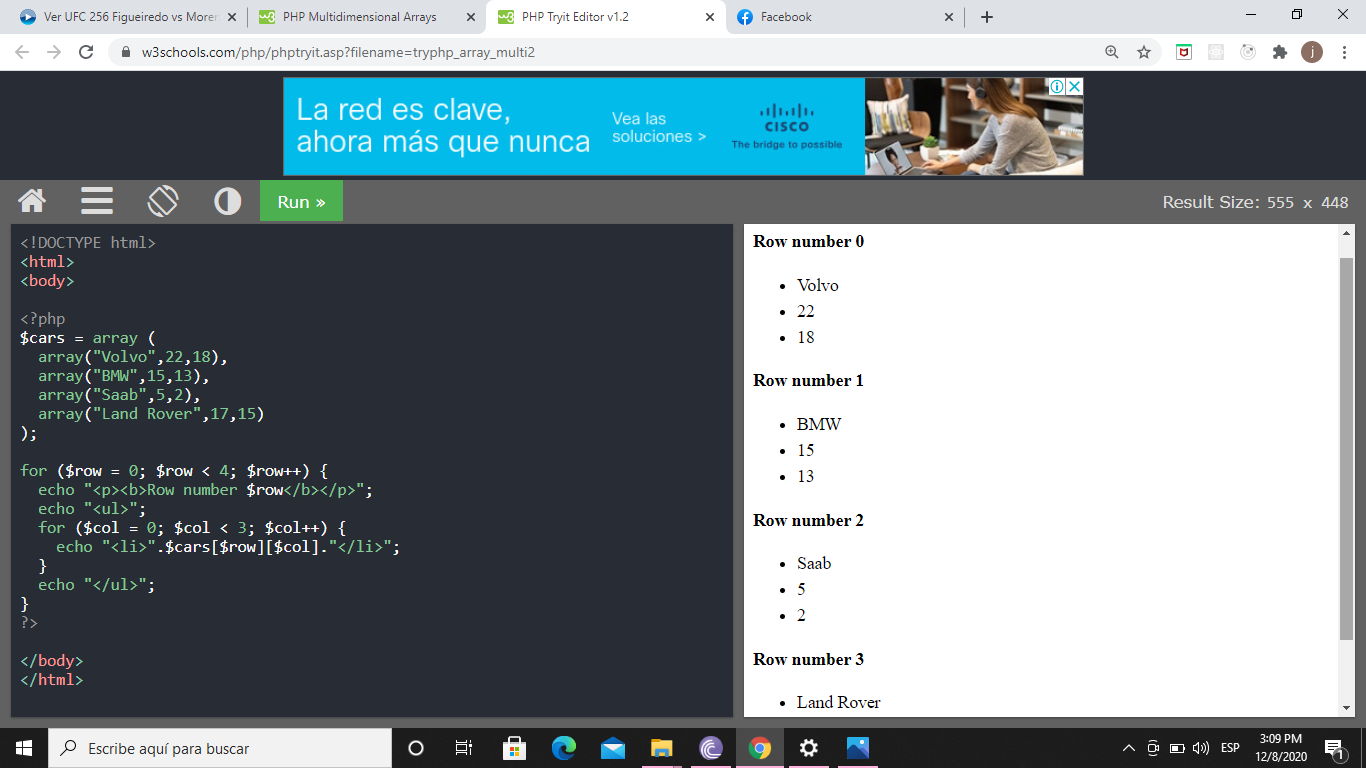 Ver UFC 256 Figueiredo vs Moren
PHP Multidimensional Arrays
PHP Tryit Editor v1.2
Facebook
w3schools.com/php/phptryit.asp?filename=tryphp_array_multi2
j
La red es clave,
ahora más que nunca
Vea las
soluciones >
CISCO
The bridge to possible
Run »
Result Size: 555 x 448
<!DOCTYPE html>
<html>
<body>
<?php
$cars = array (
  array("Volvo",22,18),
  array("BMW",15,13),
  array("Saab",5,2),
  array("Land Rover",17,15)
);
for ($row = 0; $row < 4; $row++) {
  echo "<p><b>Row number $row</b></p>";
  echo "<ul>";
  for ($col = 0; $col < 3; $col++) {
    echo "<li>".$cars[$row][$col]."</li>";
  }
  echo "</ul>";
}
?>
</body>
</html>
Row number 0
• Volvo
• 22
• 18
Row number 1
• BMW
• 15
• 13
Row number 2
• Saab
• 5
• 2
Row number 3
• Land Rover
Escribe aquí para buscar
ESP
3:09 PM
12/8/2020
1